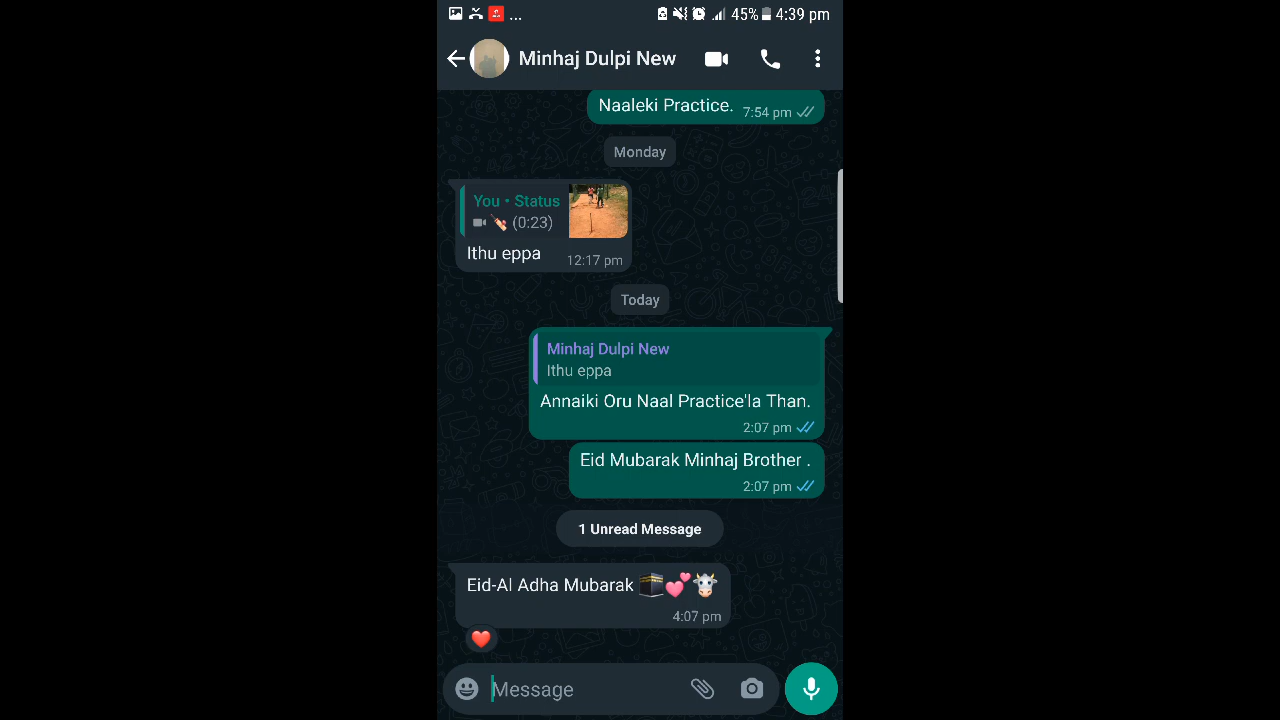 ... 45% 4:39 pm
Minhaj Dulpi New
Naaleki Practice. 7:54 pm
Monday
You • Status
(0:23)
Ithu eppa 12:17 pm
Today
Minhaj Dulpi New
Ithu eppa
Annaiki Oru Naal Practice'la Than.
2:07 pm
Eid Mubarak Minhaj Brother .
2:07 pm
1 Unread Message
Eid-Al Adha Mubarak 🕋💕🐮
4:07 pm
❤️
Message